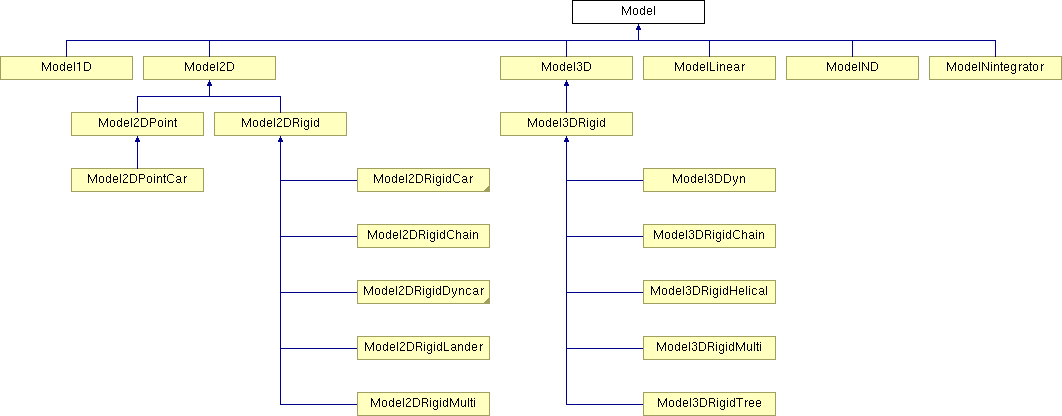 Model
Model1D
Model2D
Model3D
ModelLinear
ModelND
ModelNintegrator
Model2DPoint
Model2DRigid
Model3DRigid
Model2DPointCar
Model2DRigidCar
Model3DDyn
Model2DRigidChain
Model3DRigidChain
Model2DRigidDyncar
Model3DRigidHelical
Model2DRigidLander
Model3DRigidMulti
Model2DRigidMulti
Model3DRigidTree